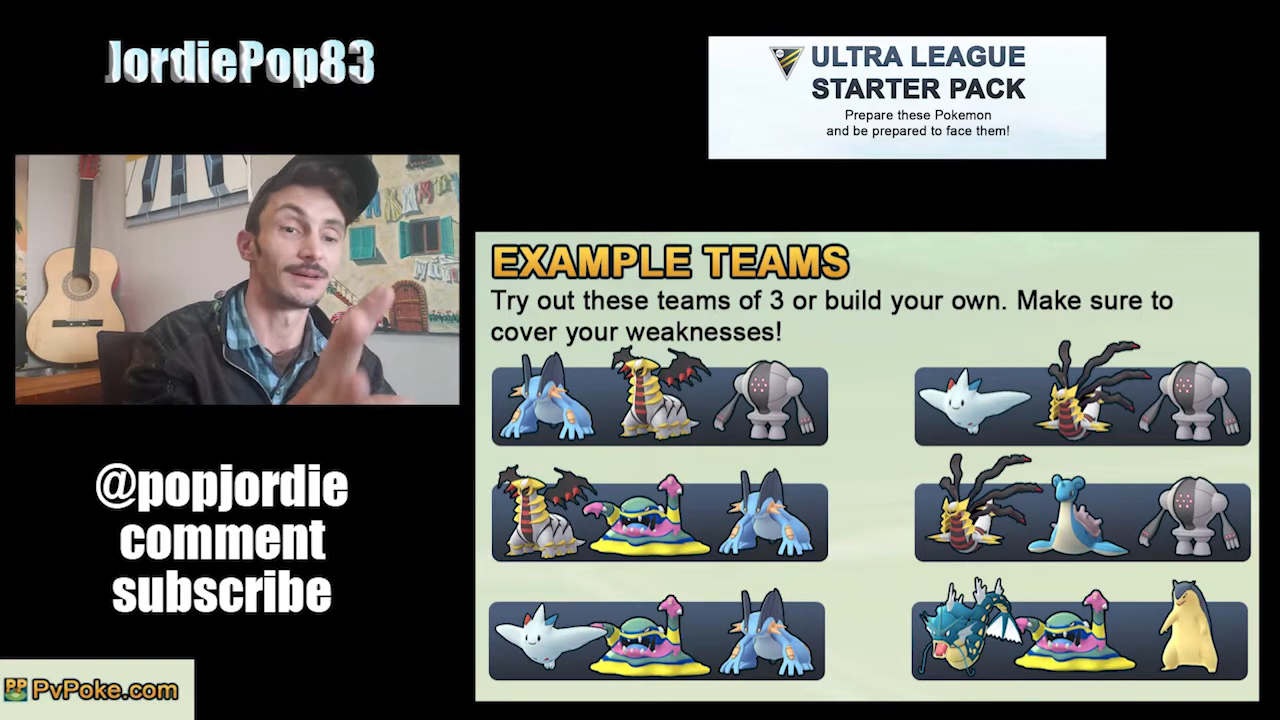 JordiePop83
ULTRA LEAGUE
STARTER PACK
Prepare these Pokemon
and be prepared to face them!
EXAMPLE TEAMS
Try out these teams of 3 or build your own. Make sure to
cover your weaknesses!
@popjordie
comment
subscribe
PvPoke.com